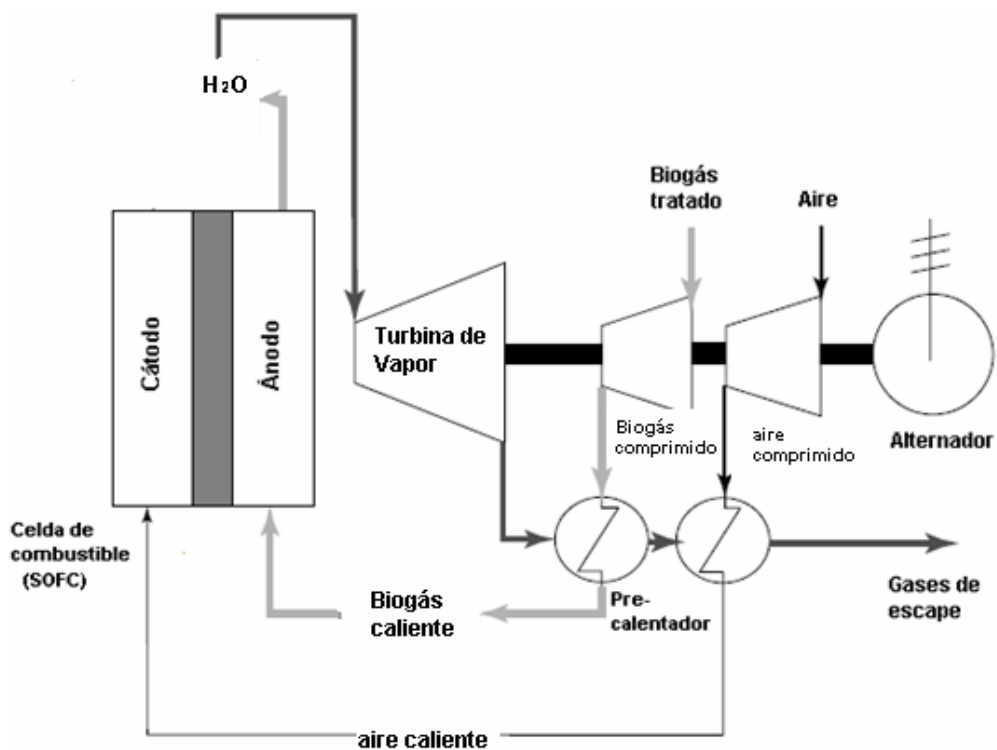 H₂O
Biogás
tratado
Aire
Cátodo
Ánodo
Turbina de
Vapor
Biogás
comprimido
aire
comprimido
Alternador
Celda de
combustible
(SOFC)
Biogás
caliente
Pre-
calentador
Gases de
escape
aire caliente